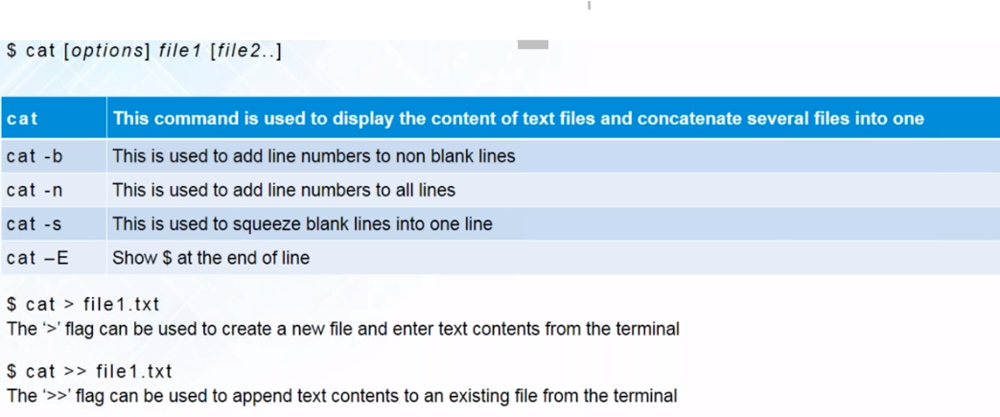 $ cat [options] file1 [file2..]
cat This command is used to display the content of text files and concatenate several files into one
cat -b This is used to add line numbers to non blank lines
cat -n This is used to add line numbers to all lines
cat -s This is used to squeeze blank lines into one line
cat –E Show $ at the end of line
$ cat > file1.txt
The ‘>’ flag can be used to create a new file and enter text contents from the terminal
$ cat >> file1.txt
The ‘>>’ flag can be used to append text contents to an existing file from the terminal